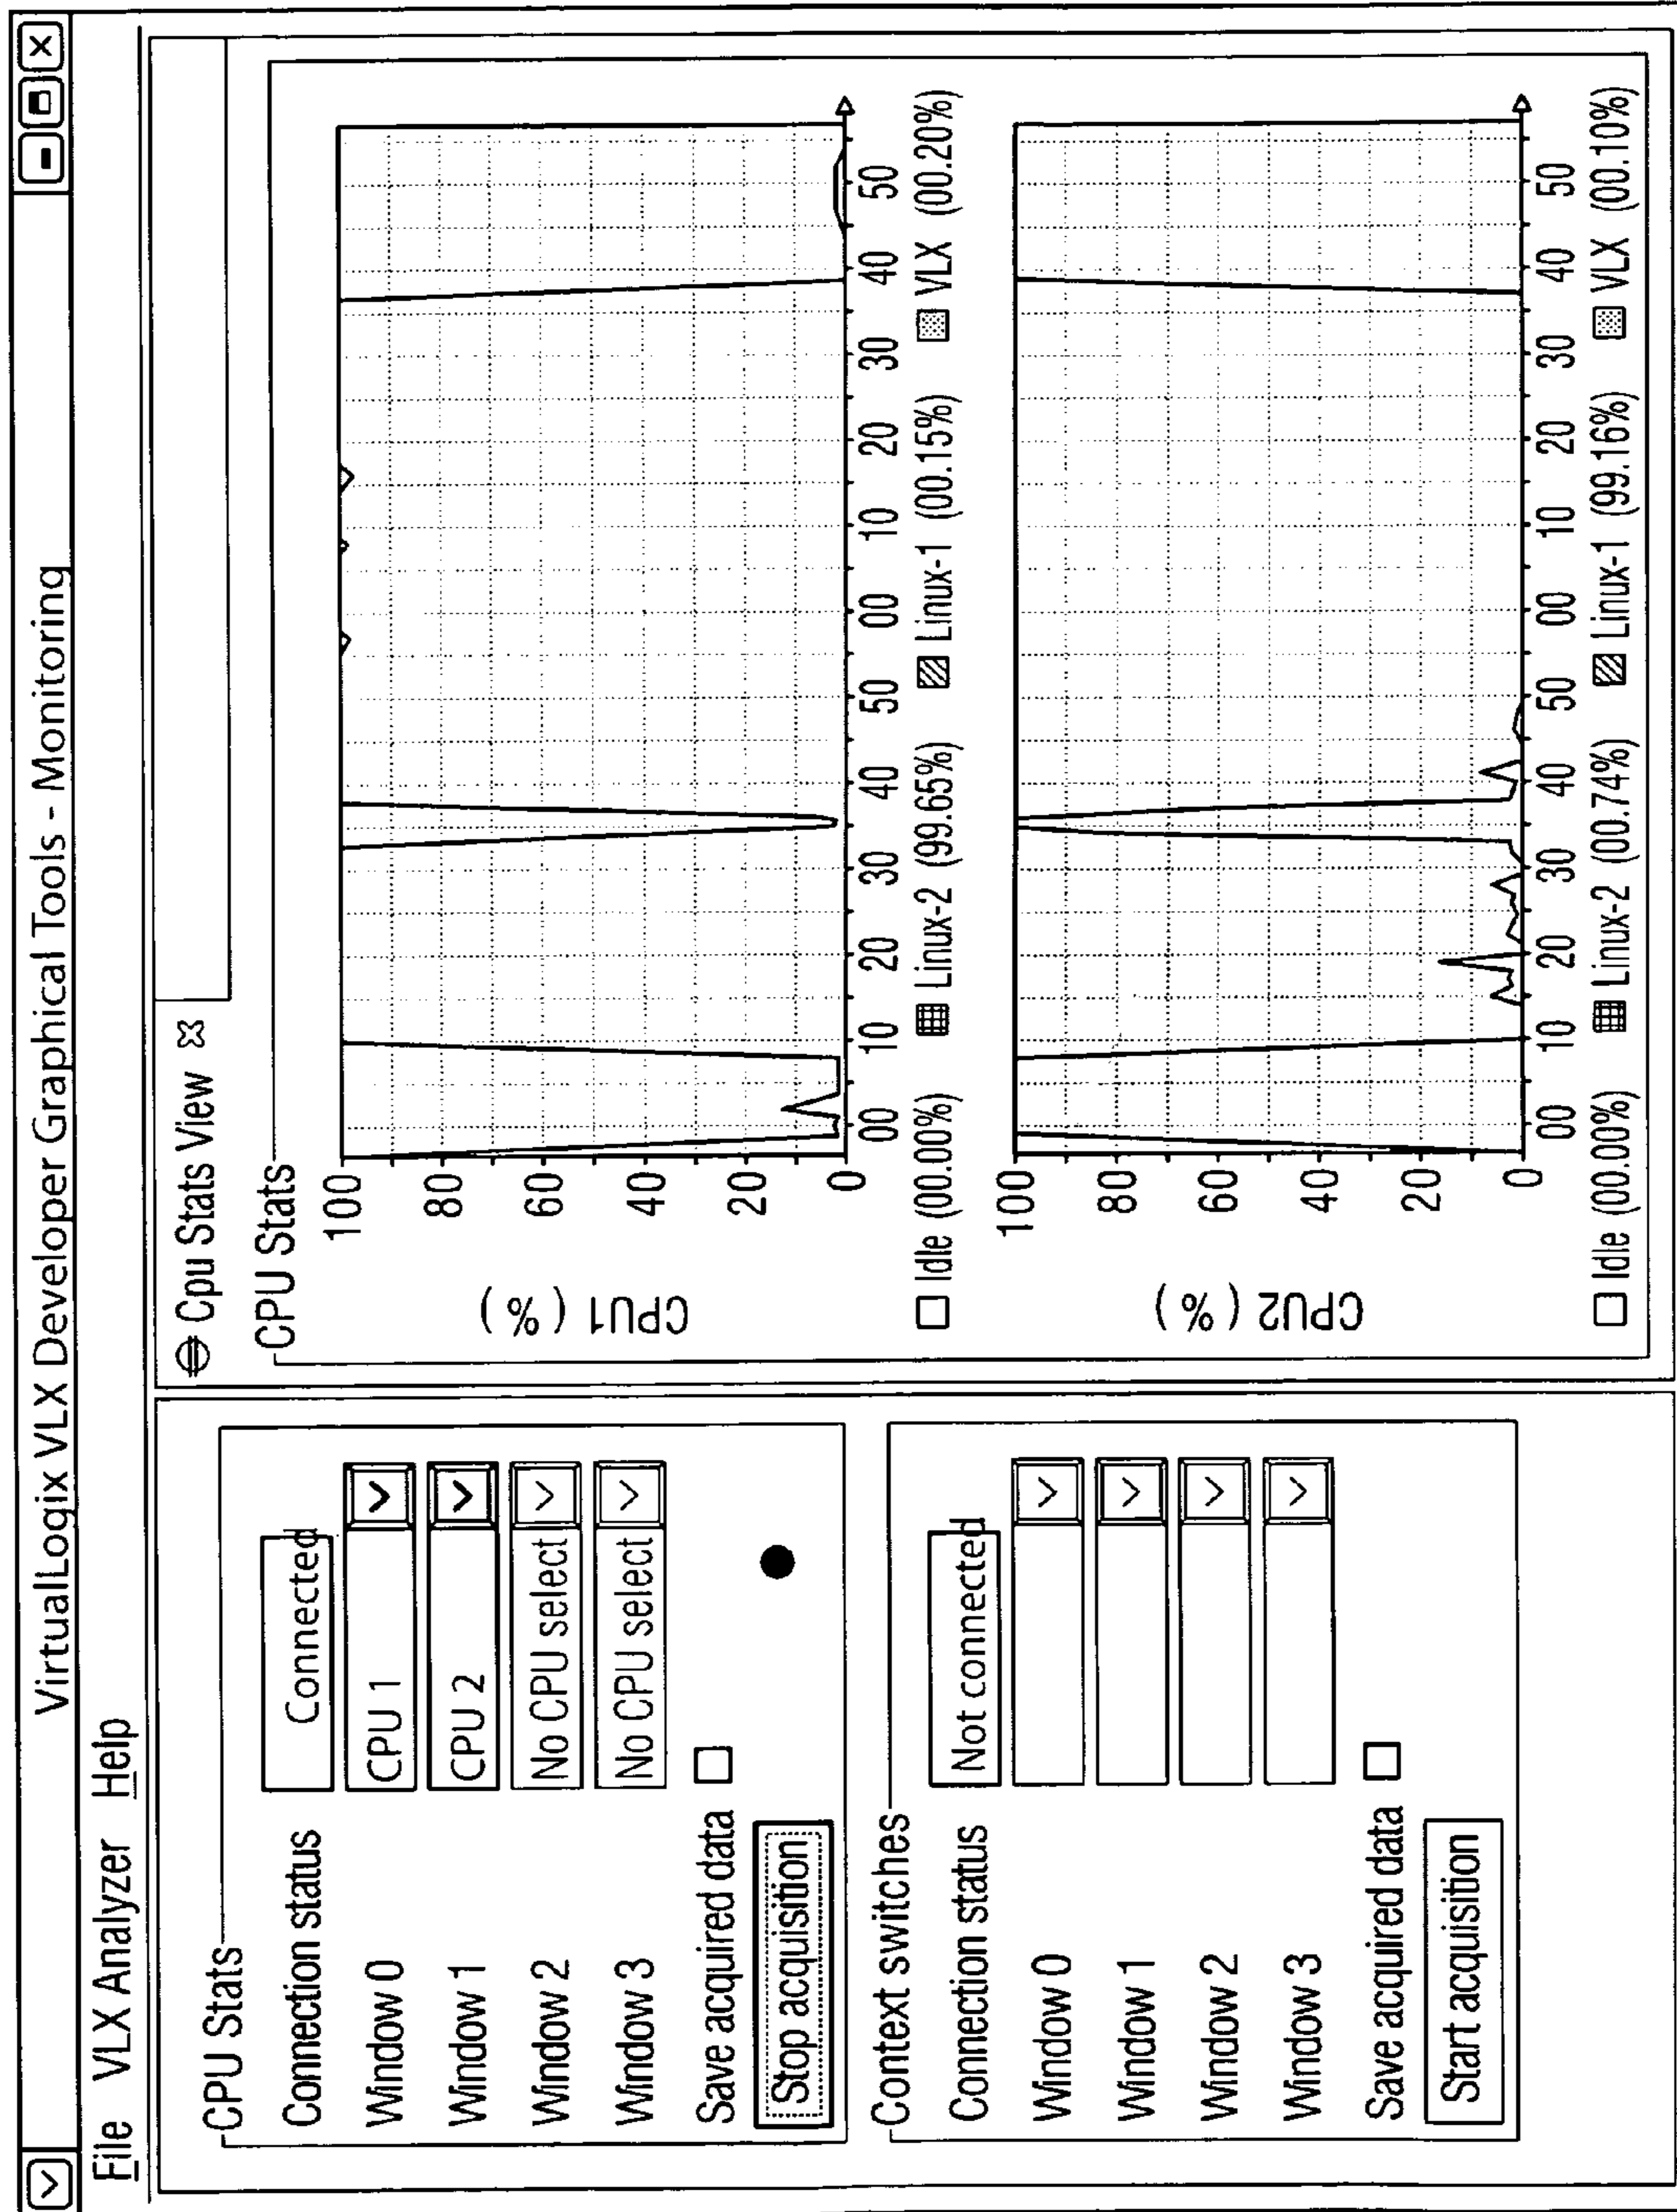 VirtualLogix VLX Developer Graphical Tools - Monitoring
File VLX Analyzer Help
CPU Stats
Connection status Connected
Window 0 CPU 1
Window 1 CPU 2
Window 2 No CPU select
Window 3 No CPU select
Save acquired data
Stop acquisition
Context switches
Connection status Not connected
Window 0
Window 1
Window 2
Window 3
Save acquired data
Start acquisition
Cpu Stats View
CPU Stats
CPU1 (%)
100
80
60
40
20
0
00 10 20 30 40 50 00 10 20 30 40 50
Idle (00.00%) Linux-2 (99.65%) Linux-1 (00.15%) VLX (00.20%)
CPU2 (%)
100
80
60
40
20
0
00 10 20 30 40 50 00 10 20 30 40 50
Idle (00.00%) Linux-2 (00.74%) Linux-1 (99.16%) VLX (00.10%)